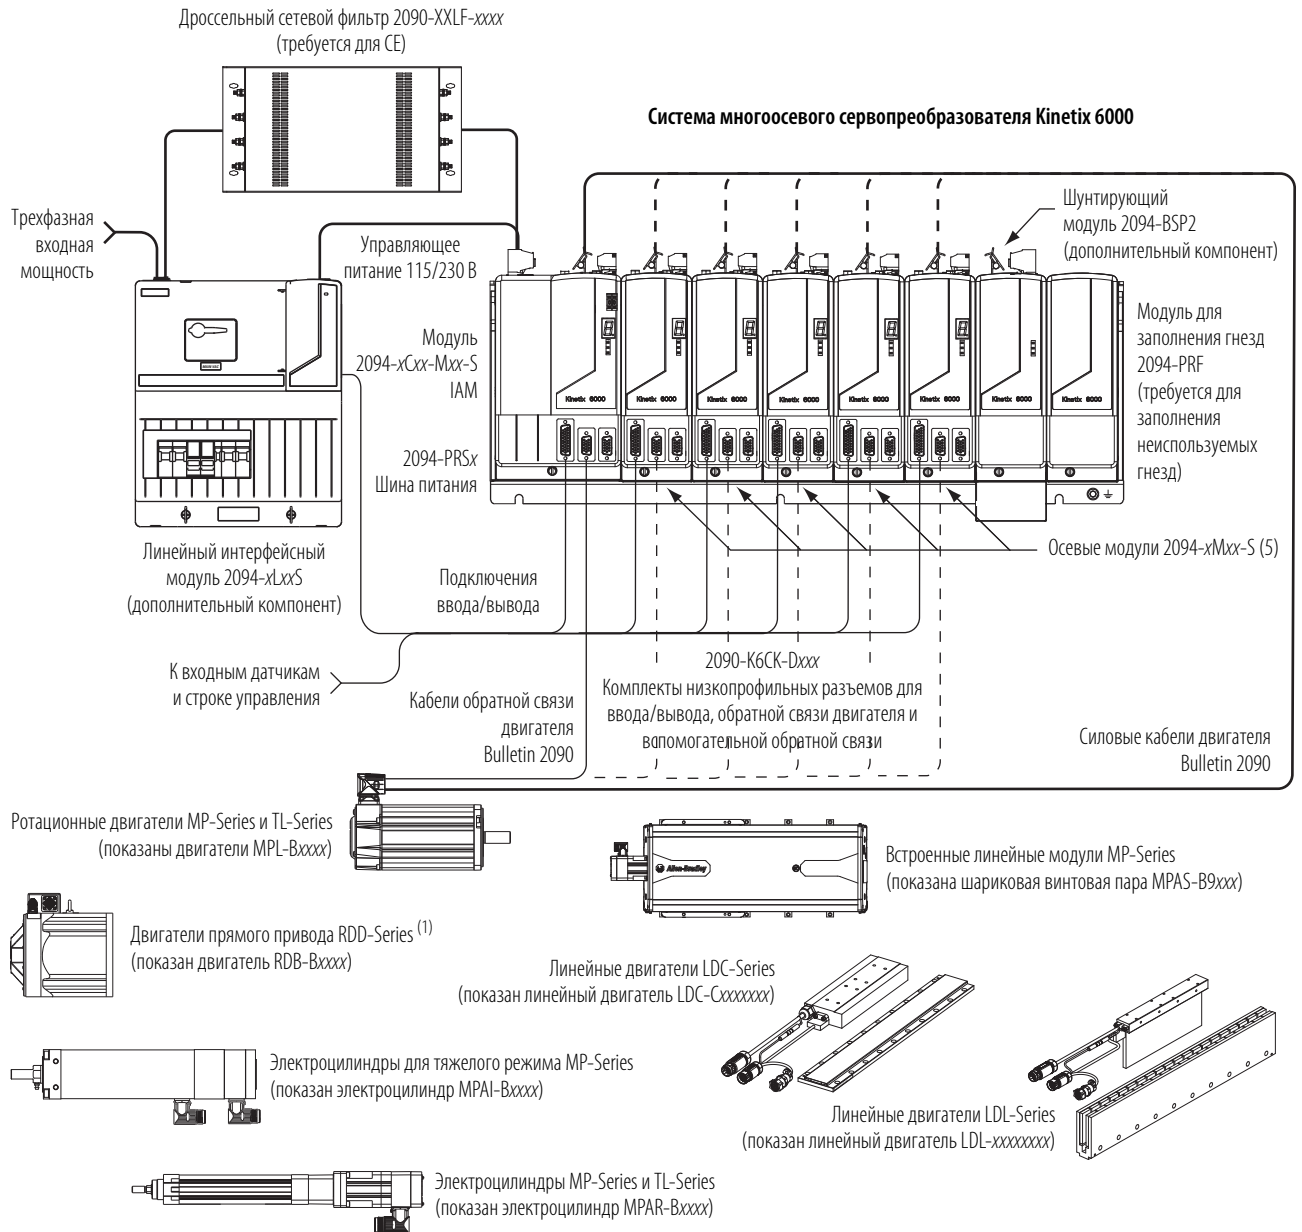 Дроссельный сетевой фильтр 2090-XXLF-xxxx
(требуется для CE)
Система многоосевого сервопреобразователя Kinetix 6000
Трехфазная
входная
мощность
Управляющее
питание 115/230 В
Шунтирующий
модуль 2094-BSP2
(дополнительный компонент)
Модуль
2094-xCxx-Mxx-S
IAM
Модуль для
заполнения гнезд
2094-PRF
(требуется для
заполнения
неиспользуемых
гнезд)
Kinetix 6000
Kinetix 6000
Kinetix 6000
Kinetix 6000
Kinetix 6000
Kinetix 6000
Kinetix 6000
Kinetix 6000
2094-PRSx
Шина питания
Линейный интерфейсный
модуль 2094-xLxxS
(дополнительный компонент)
Осевые модули 2094-xMxx-S (5)
Подключения
ввода/вывода
К входным датчикам
и строке управления
2090-K6CK-Dxxx
Комплекты низкопрофильных разъемов для
ввода/вывода, обратной связи двигателя и
вспомогательной обратной связи
Кабели обратной связи
двигателя
Bulletin 2090
Силовые кабели двигателя
Bulletin 2090
Ротационные двигатели MP-Series и TL-Series
(показаны двигатели MPL-Bxxxx)
Allen-Bradley
Встроенные линейные модули MP-Series
(показана шариковая винтовая пара MPAS-B9xxx)
Двигатели прямого привода RDD-Series (1)
(показан двигатель RDB-Bxxxx)
Линейные двигатели LDC-Series
(показан линейный двигатель LDC-Cxxxxxxx)
Электроцилиндры для тяжелого режима MP-Series
(показан электроцилиндр MPAI-Bxxxx)
Линейные двигатели LDL-Series
(показан линейный двигатель LDL-xxxxxxxx)
Электроцилиндры MP-Series и TL-Series
(показан электроцилиндр MPAR-Bxxxx)